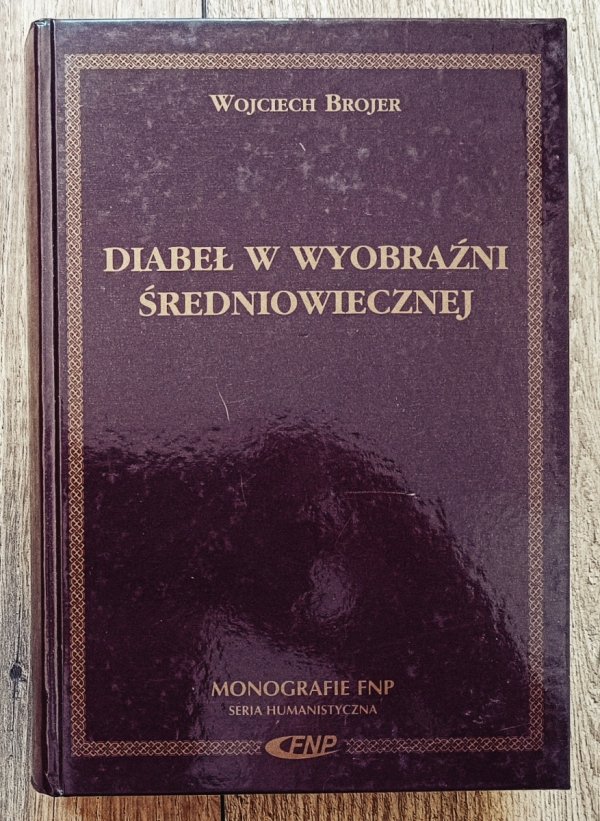 WOJCIECH BROJER
DIABEŁ W WYOBRAŹNI
ŚREDNIOWIECZNEJ
MONOGRAFIE FNP
SERIA HUMANISTYCZNA
FNP